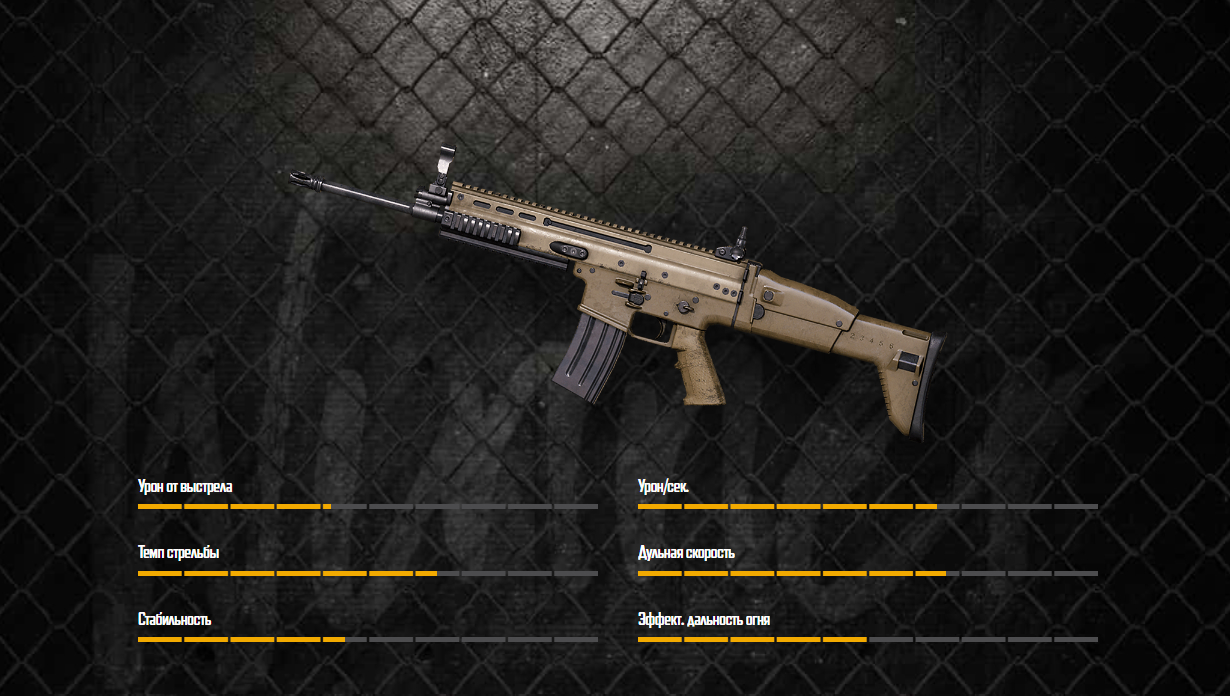 Урон от выстрела
Урон/сек.
Темп стрельбы
Дульная скорость
Стабильность
Эффект. дальность огня